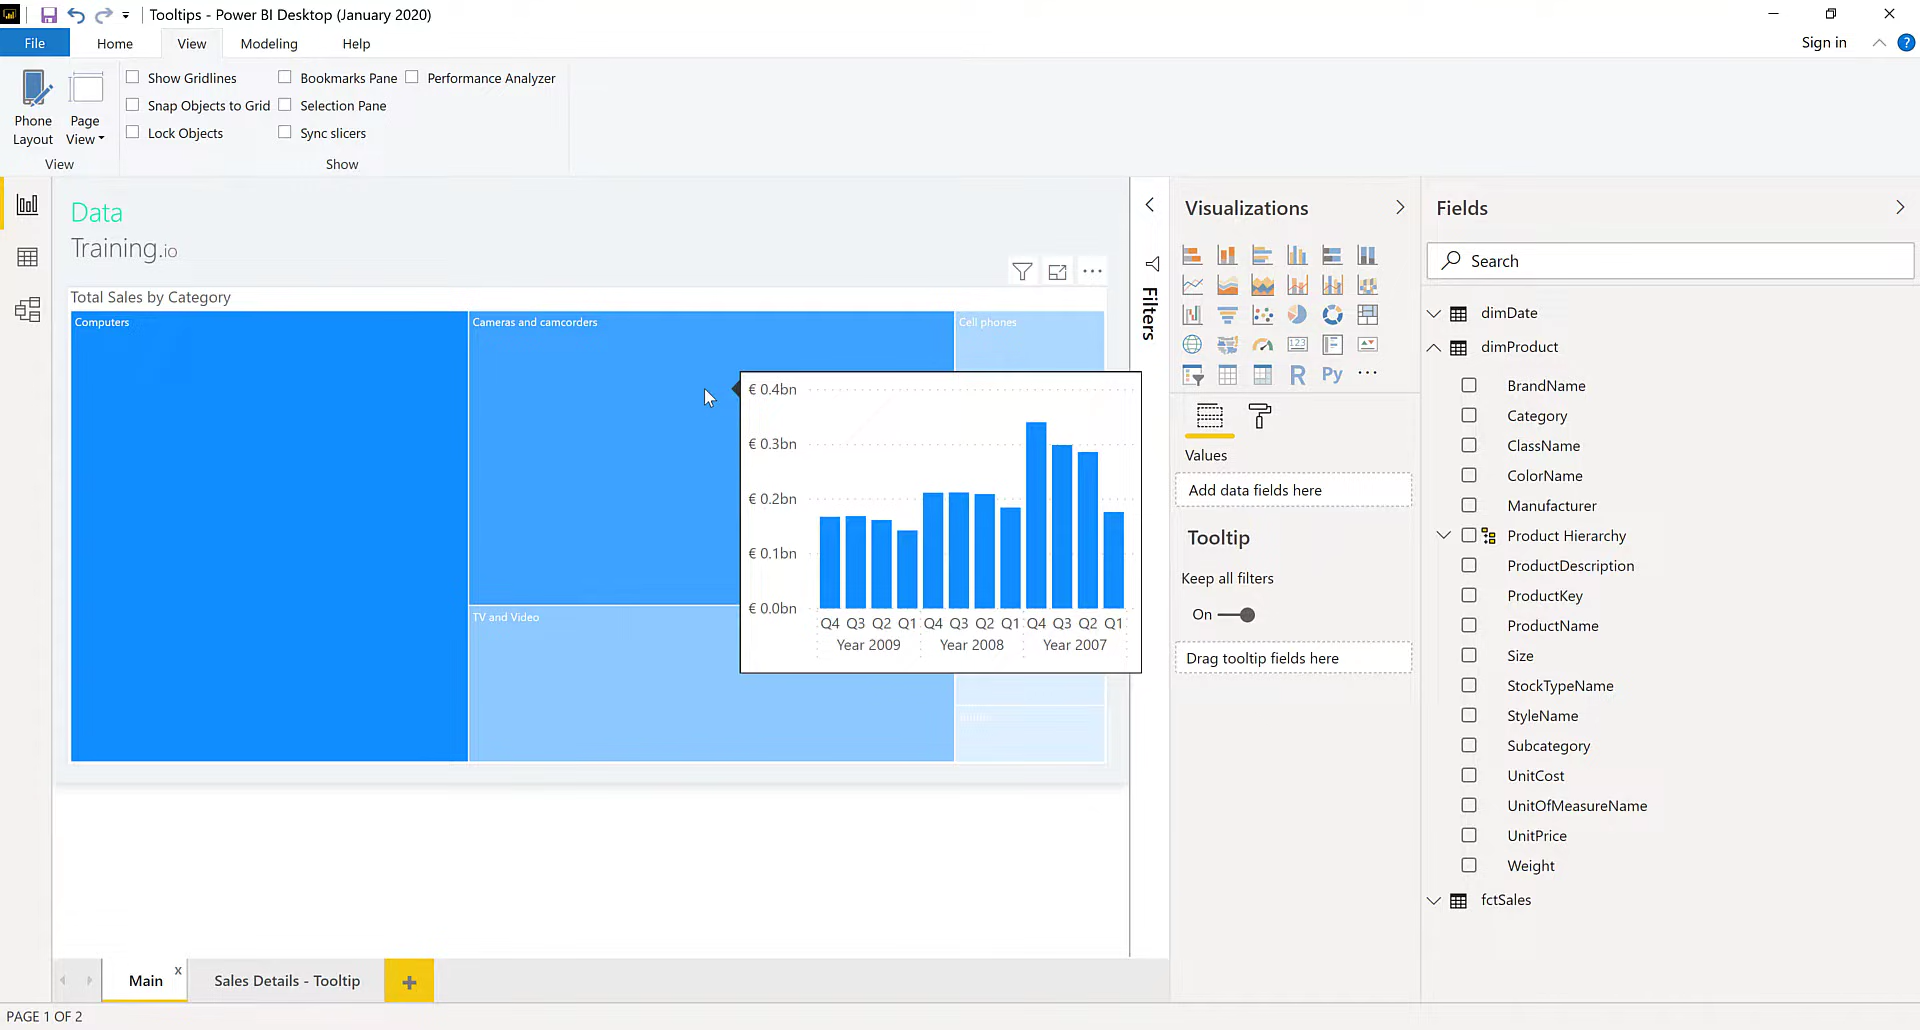 Tooltips - Power BI Desktop (January 2020)
File
Home
View
Modeling
Help
Sign in
?
Phone
Layout
Page
View
Show Gridlines
Snap Objects to Grid
Lock Objects
Bookmarks Pane
Selection Pane
Sync slicers
Performance Analyzer
View
Show
Data
Training.io
Total Sales by Category
Computers
Cameras and camcorders
Cell phones
TV and Video
€ 0.4bn
€ 0.3bn
€ 0.2bn
€ 0.1bn
€ 0.0bn
Q4 Q3 Q2 Q1 Q4 Q3 Q2 Q1 Q4 Q3 Q2 Q1
Year 2009 Year 2008 Year 2007
Filters
Visualizations
123
R
Py
Values
Add data fields here
Tooltip
Keep all filters
On
Drag tooltip fields here
Fields
Search
dimDate
dimProduct
BrandName
Category
ClassName
ColorName
Manufacturer
Product Hierarchy
ProductDescription
ProductKey
ProductName
Size
StockTypeName
StyleName
Subcategory
UnitCost
UnitOfMeasureName
UnitPrice
Weight
fctSales
Main
x
Sales Details - Tooltip
+
PAGE 1 OF 2